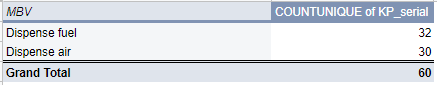 MBV COUNTUNIQUE of KP_serial
Dispense fuel 32
Dispense air 30
Grand Total 60